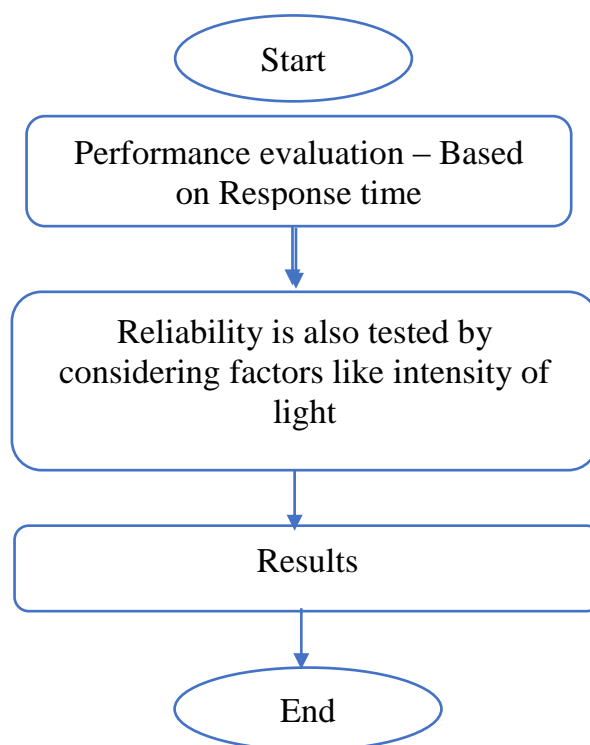 Start
Performance evaluation – Based
on Response time
Reliability is also tested by
considering factors like intensity of
light
Results
End